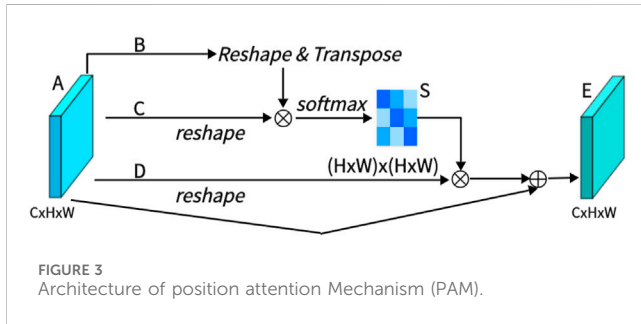 B
Reshape & Transpose
A
C
softmax
S
E
reshape
D
(HxW)x(HxW)
reshape
CxHxW
CxHxW
FIGURE 3
Architecture of position attention Mechanism (PAM).